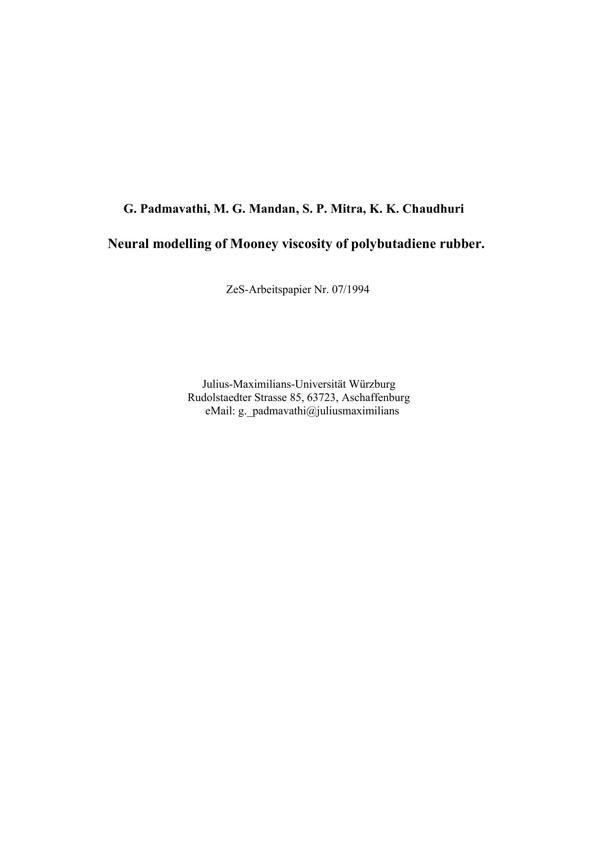 G. Padmavathi, M. G. Mandan, S. P. Mitra, K. K. Chaudhuri
Neural modelling of Mooney viscosity of polybutadiene rubber.
ZeS-Arbeitspapier Nr. 07/1994
Julius-Maximilians-Universität Würzburg
Rudolstaedter Strasse 85, 63723, Aschaffenburg
eMail: g._padmavathi@juliusmaximilians